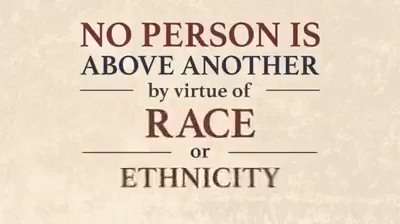 NO PERSON IS
ABOVE ANOTHER
by virtue of
RACE
or
ETHNICITY